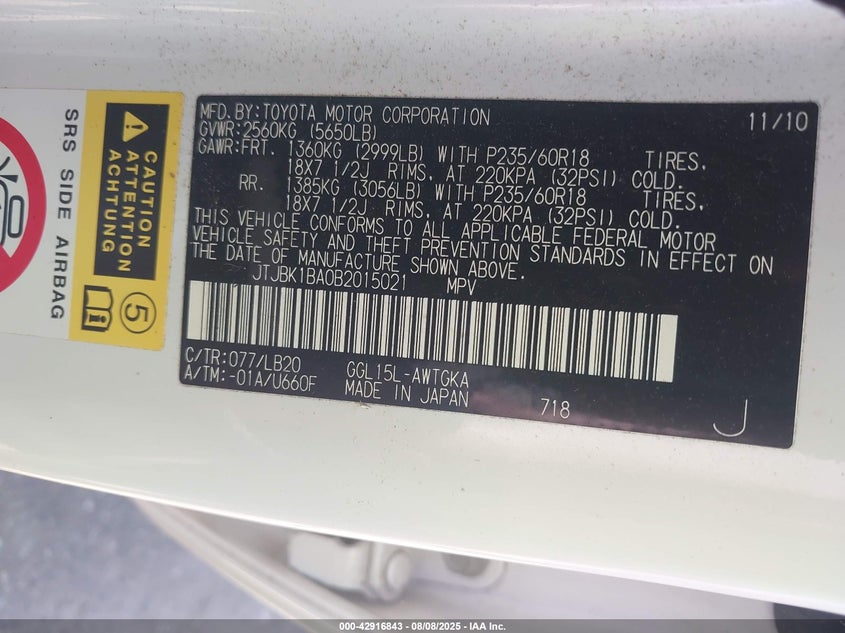 MFD.BY:TOYOTA MOTOR CORPORATION 11/10
GVWR:2560KG (5650LB)
GAWR:FRT. 1360KG (2999LB) WITH P235/60R18 TIRES,
18X7 1/2J RIMS, AT 220KPA (32PSI) COLD.
RR. 1385KG (3056LB) WITH P235/60R18 TIRES,
18X7 1/2J RIMS, AT 220KPA (32PSI) COLD.
THIS VEHICLE CONFORMS TO ALL APPLICABLE FEDERAL MOTOR
VEHICLE SAFETY AND THEFT PREVENTION STANDARDS IN EFFECT ON
THE DATE OF MANUFACTURE SHOWN ABOVE.
JTJBK1BA0B2015021 MPV
C/TR:077/LB20 GGL15L-AWTGKA
A/TM:-01A/U660F MADE IN JAPAN
718 J
CAUTION
ATTENTION
ACHTUNG
5
SRS SIDE AIRBAG
000-42916843 - 08/08/2025 - IAA Inc.